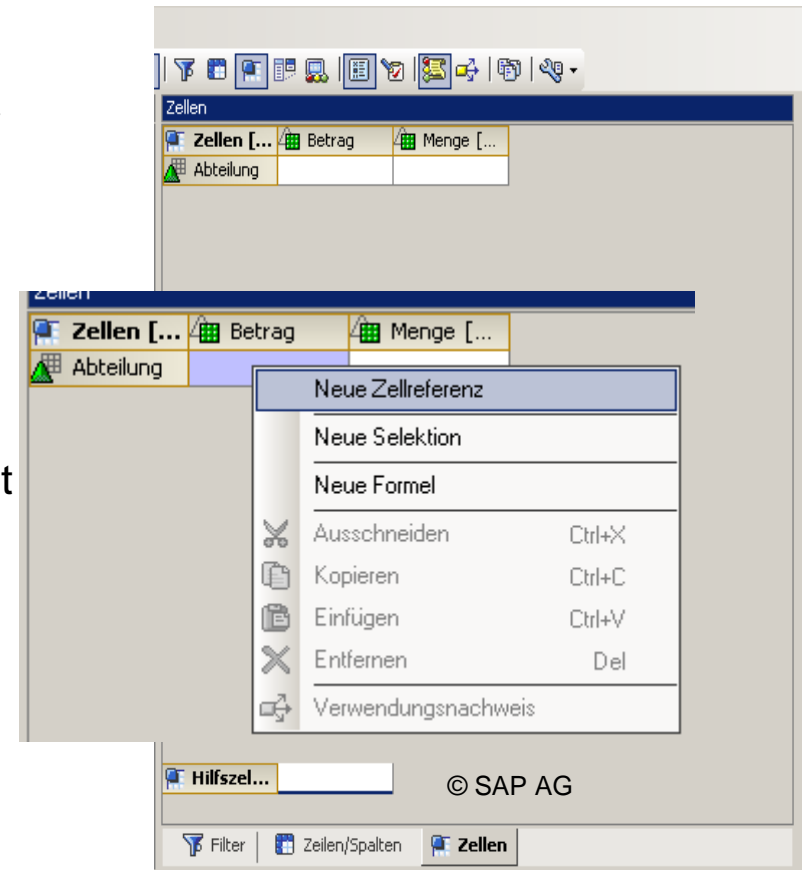 Zellen
Zellen [... Betrag Menge [...
Abteilung
Zellen
Zellen [... Betrag Menge [...
Abteilung
Neue Zellreferenz
Neue Selektion
t
Neue Formel
Ausschneiden Ctrl+X
Kopieren Ctrl+C
Einfügen Ctrl+V
Entfernen Del
Verwendungsnachweis
Hilfszel...
© SAP AG
Filter Zeilen/Spalten Zellen